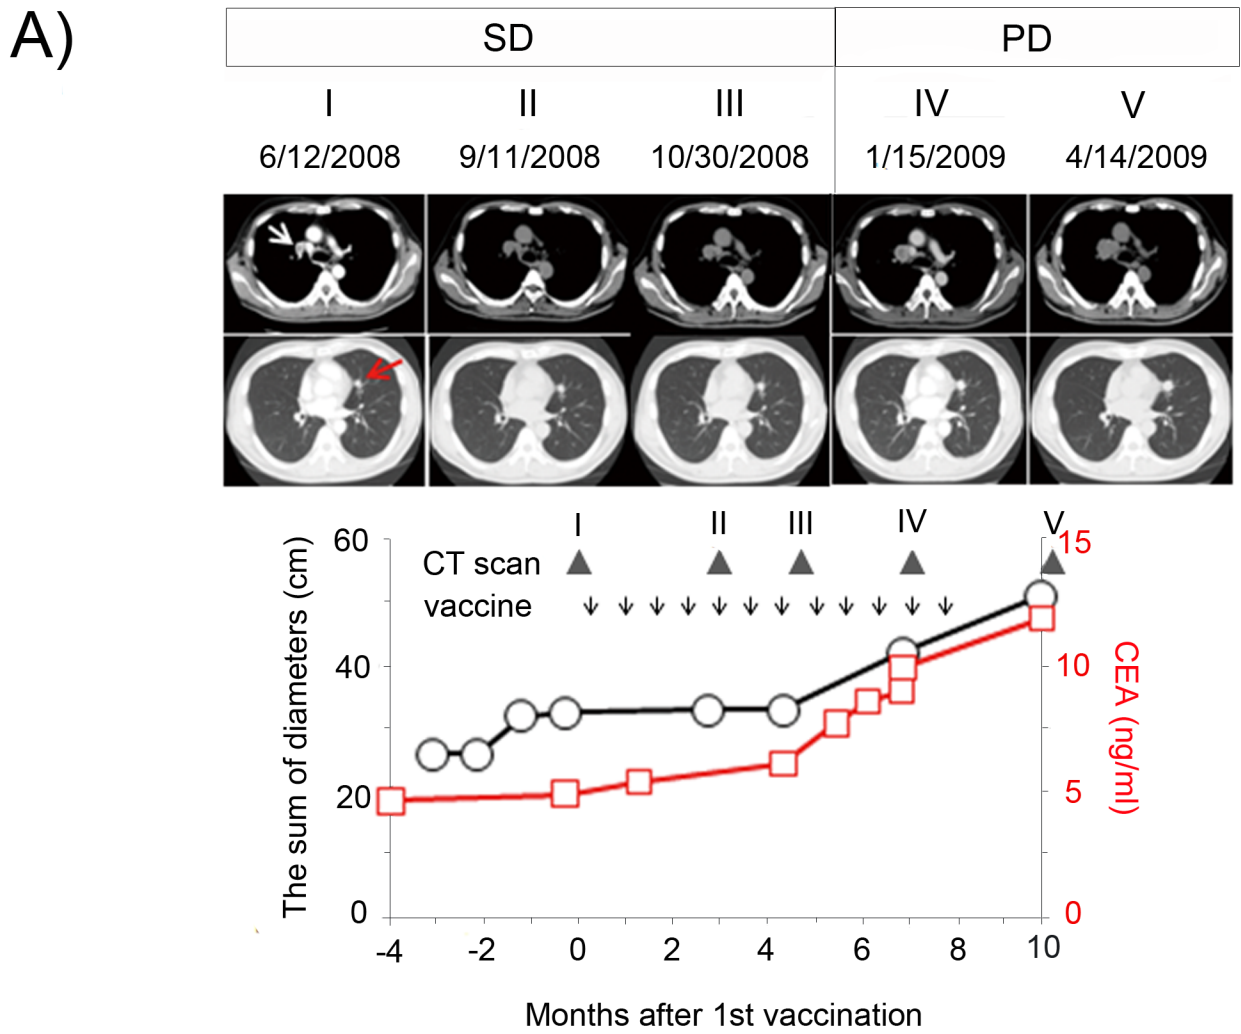 A)
SD PD
I II III IV V
6/12/2008 9/11/2008 10/30/2008 1/15/2009 4/14/2009
I II III IV V
CT scan
vaccine
The sum of diameters (cm)
60
40
20
0
15
10
5
0
CEA (ng/ml)
-4 -2 0 2 4 6 8 10
Months after 1st vaccination